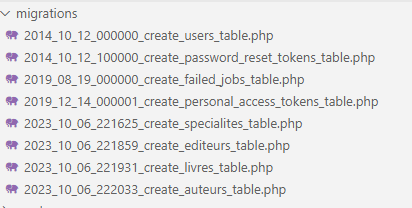 migrations
2014_10_12_000000_create_users_table.php
2014_10_12_100000_create_password_reset_tokens_table.php
2019_08_19_000000_create_failed_jobs_table.php
2019_12_14_000001_create_personal_access_tokens_table.php
2023_10_06_221625_create_specialites_table.php
2023_10_06_221859_create_editeurs_table.php
2023_10_06_221931_create_livres_table.php
2023_10_06_222033_create_auteurs_table.php